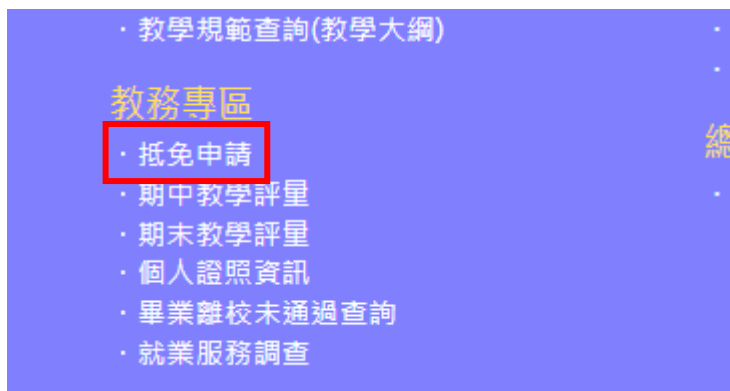 ·教學規範查詢(教學大綱)
教務專區
·抵免申請
·期中教學評量
·期末教學評量
·個人證照資訊
·畢業離校未通過查詢
·就業服務調查
總